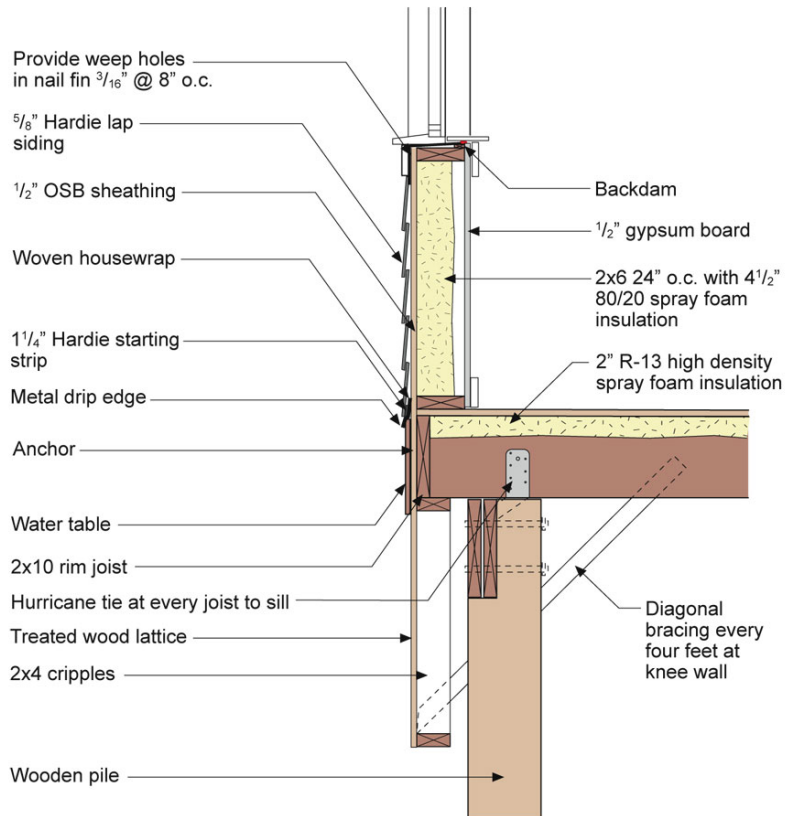 Provide weep holes
in nail fin 3/16” @ 8” o.c.
5/8” Hardie lap
siding
1/2” OSB sheathing
Woven housewrap
1 1/4” Hardie starting
strip
Metal drip edge
Anchor
Water table
2x10 rim joist
Hurricane tie at every joist to sill
Treated wood lattice
2x4 cripples
Wooden pile
Backdam
1/2” gypsum board
2x6 24” o.c. with 4 1/2”
80/20 spray foam
insulation
2” R-13 high density
spray foam insulation
Diagonal
bracing every
four feet at
knee wall